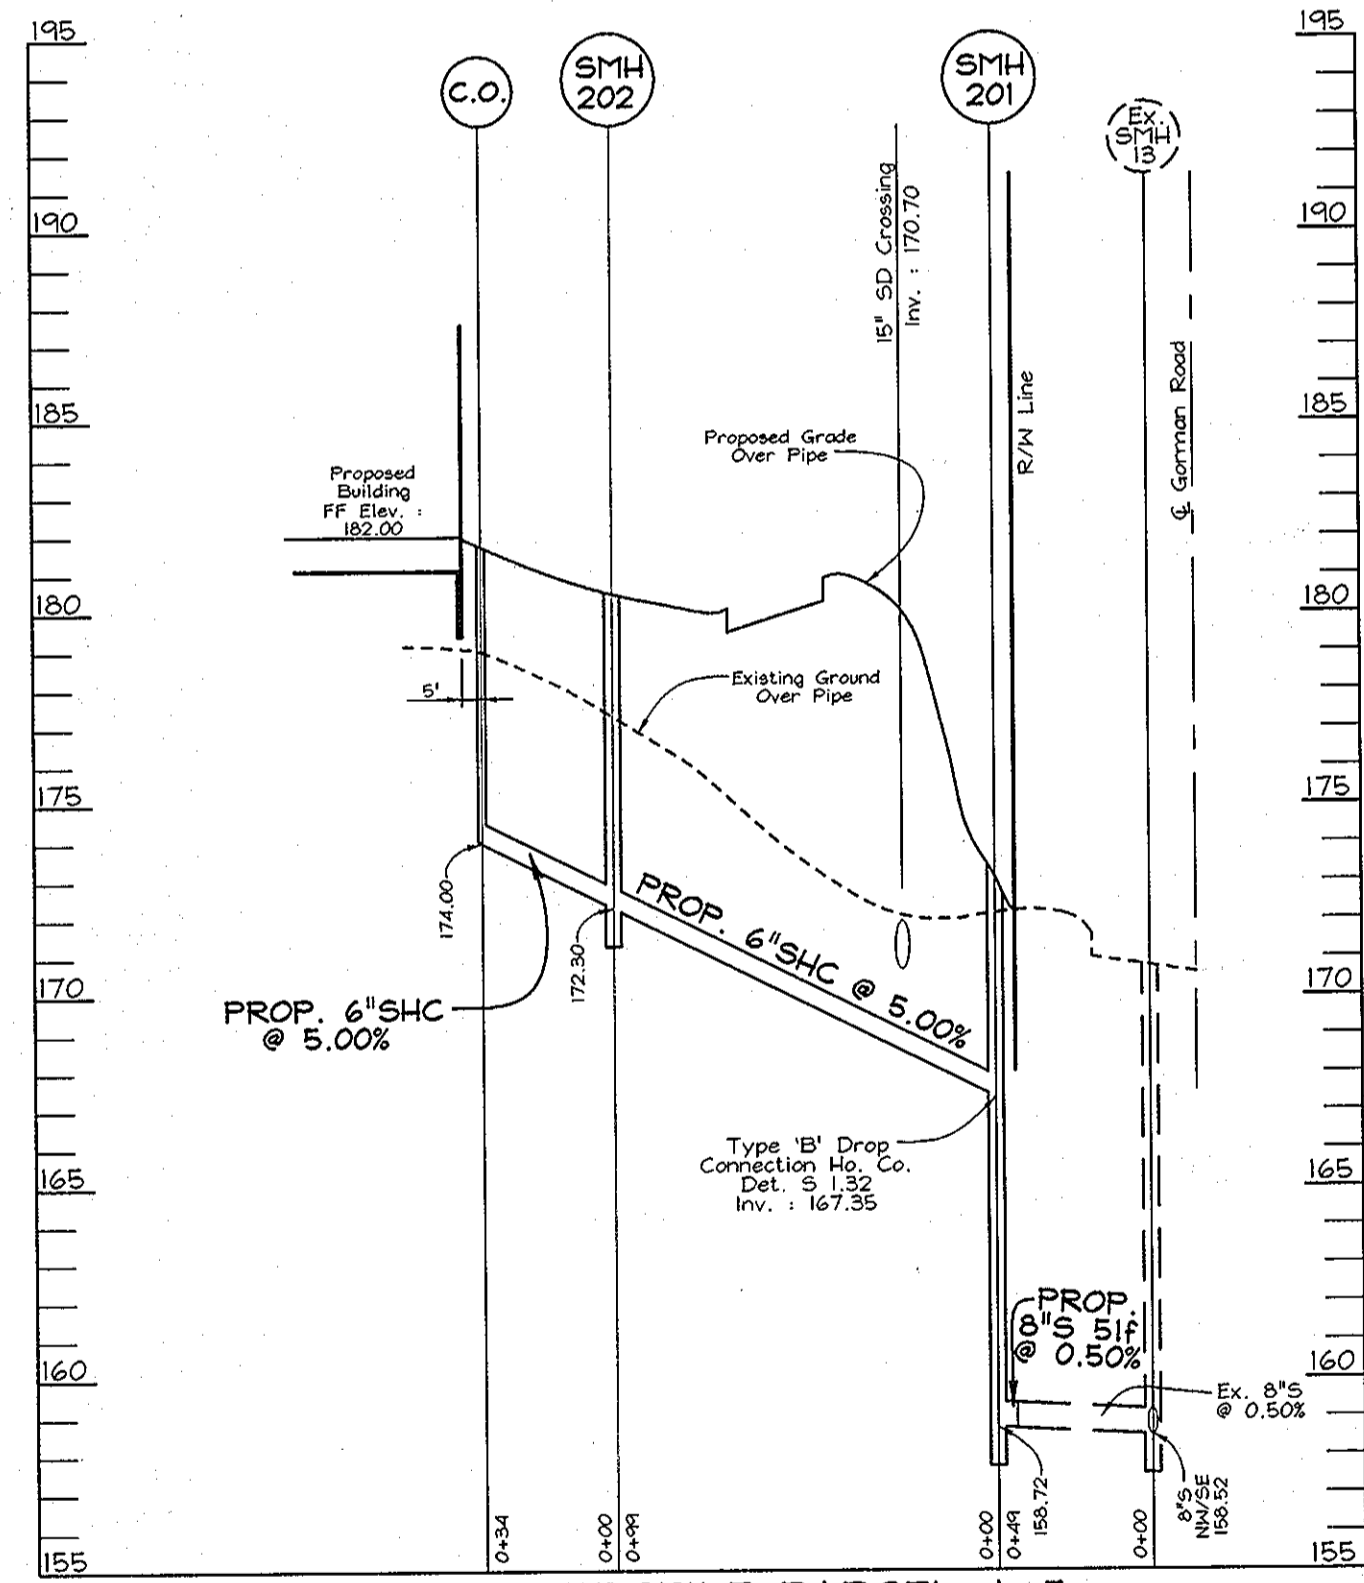 195
190
185
180
175
170
165
160
155
C.O.
SMH
202
SMH
201
Ex.
SMH
13
15" SD Crossing
Inv. : 170.70
R/W Line
℄ Gorman Road
Proposed Grade
Over Pipe
Proposed
Building
FF Elev. :
182.00
Existing Ground
Over Pipe
5'
174.00
172.30
PROP. 6"SHC
@ 5.00%
PROP. 6"SHC @ 5.00%
Type 'B' Drop
Connection Ho. Co.
Det. S 1.32
Inv. : 167.35
PROP.
8"S 51f
@ 0.50%
Ex. 8"S
@ 0.50%
158.72
8"S
NW/SE
158.52
0+34
0+00
0+99
0+00
0+49
0+00
195
190
185
180
175
170
165
160
155